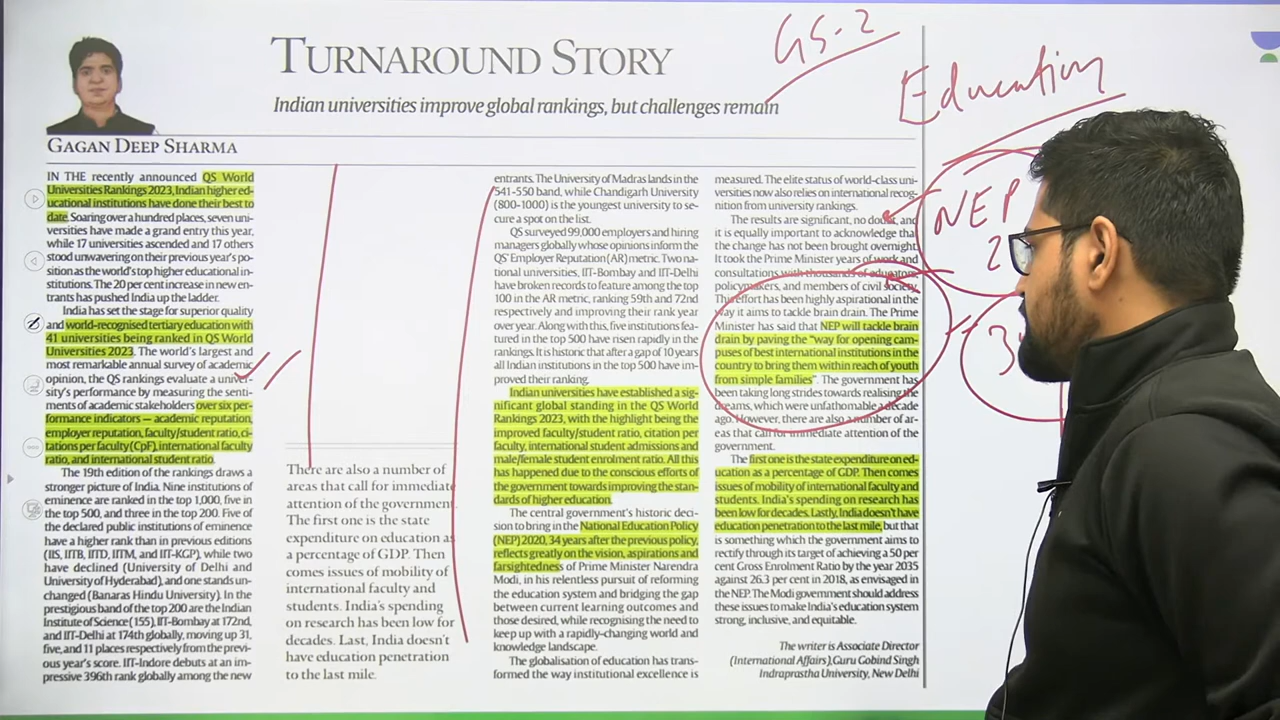 TURNAROUND STORY
Indian universities improve global rankings, but challenges remain
GS-2
Education
NEP
2
3
GAGAN DEEP SHARMA
IN THE recently announced QS World
Universities Rankings 2023, Indian higher ed-
ucational institutions have done their best to
date. Soaring over a hundred places, seven uni-
versities have made a grand entry this year,
while 17 universities ascended and 17 others
stood unwavering on their previous year's po-
sition as the world's top higher educational in-
stitutions. The 20 per cent increase in new en-
trants has pushed India up the ladder.
India has set the stage for superior quality
and world-recognised tertiary education with
41 universities being ranked in QS World
Universities 2023. The world's largest and
most remarkable annual survey of academic
opinion, the QS rankings evaluate a univer-
sity's performance by measuring the senti-
ments of academic stakeholders over six per-
formance indicators — academic reputation,
employer reputation, faculty/student ratio, ci-
tations per faculty (CpF), international faculty
ratio, and international student ratio.
The 19th edition of the rankings draws a
stronger picture of India. Nine institutions of
eminence are ranked in the top 1,000, five in
the top 500, and three in the top 200. Five of
the declared public institutions of eminence
have a higher rank than in previous editions
(IIS, IITB, IITD, IITM, and IIT-KGP), while two
have declined (University of Delhi and
University of Hyderabad), and one stands un-
changed (Banaras Hindu University). In the
prestigious band of the top 200 are the Indian
Institute of Science (155), IIT-Bombay at 172nd,
and IIT-Delhi at 174th globally, moving up 31,
five, and 11 places respectively from the previ-
ous year's score. IIT-Indore debuts at an im-
pressive 396th rank globally among the new
There are also a number of
areas that call for immediate
attention of the government.
The first one is the state
expenditure on education as
a percentage of GDP. Then
comes issues of mobility of
international faculty and
students. India's spending
on research has been low for
decades. Last, India doesn't
have education penetration
to the last mile.
entrants. The University of Madras lands in the
541-550 band, while Chandigarh University
(800-1000) is the youngest university to se-
cure a spot on the list.
QS surveyed 99,000 employers and hiring
managers globally whose opinions inform the
QS' Employer Reputation (AR) metric. Two na-
tional universities, IIT-Bombay and IIT-Delhi
have broken records to feature among the top
100 in the AR metric, ranking 59th and 72nd
respectively and improving their rank year
over year. Along with this, five institutions fea-
tured in the top 500 have risen rapidly in the
rankings. It is historic that after a gap of 10 years
all Indian institutions in the top 500 have im-
proved their ranking.
Indian universities have established a sig-
nificant global standing in the QS World
Rankings 2023, with the highlight being the
improved faculty/student ratio, citation per
faculty, international student admissions and
male/female student enrolment ratio. All this
has happened due to the conscious efforts of
the government towards improving the stan-
dards of higher education.
The central government's historic deci-
sion to bring in the National Education Policy
(NEP) 2020, 34 years after the previous policy,
reflects greatly on the vision, aspirations and
farsightedness of Prime Minister Narendra
Modi, in his relentless pursuit of reforming
the education system and bridging the gap
between current learning outcomes and
those desired, while recognising the need to
keep up with a rapidly-changing world and
knowledge landscape.
The globalisation of education has trans-
formed the way institutional excellence is
measured. The elite status of world-class uni-
versities now also relies on international recog-
nition from university rankings.
The results are significant, no doubt, and
it is equally important to acknowledge that
the change has not been brought overnight.
It took the Prime Minister years of work and
consultations with thousands of educators,
policymakers, and members of civil society.
This effort has been highly aspirational in the
way it aims to tackle brain drain. The Prime
Minister has said that NEP will tackle brain
drain by paving the "way for opening cam-
puses of best international institutions in the
country to bring them within reach of youth
from simple families". The government has
been taking long strides towards realising the
dreams, which were unfathomable a decade
ago. However, there are also a number of ar-
eas that call for immediate attention of the
government.
The first one is the state expenditure on ed-
ucation as a percentage of GDP. Then comes
issues of mobility of international faculty and
students. India's spending on research has
been low for decades. Lastly, India doesn't have
education penetration to the last mile, but that
is something which the government aims to
rectify through its target of achieving a 50 per
cent Gross Enrolment Ratio by the year 2035
against 26.3 per cent in 2018, as envisaged in
the NEP. The Modi government should address
these issues to make India's education system
strong, inclusive, and equitable.
The writer is Associate Director
(International Affairs),Guru Gobind Singh
Indraprastha University, New Delhi